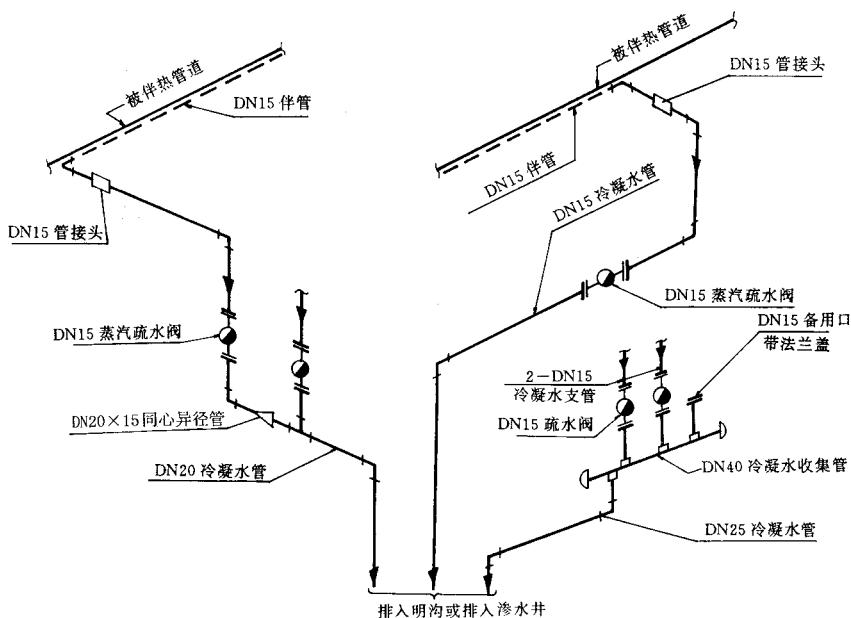 被伴热管道
DN15 伴管
DN15 管接头
DN15 蒸汽疏水阀
DN20×15同心异径管
DN20 冷凝水管
被伴热管道
DN15 管接头
DN15 伴管
DN15 冷凝水管
DN15 蒸汽疏水阀
DN15 备用口
带法兰盖
2-DN15
冷凝水支管
DN15 疏水阀
DN40 冷凝水收集管
DN25 冷凝水管
排入明沟或排入渗水井